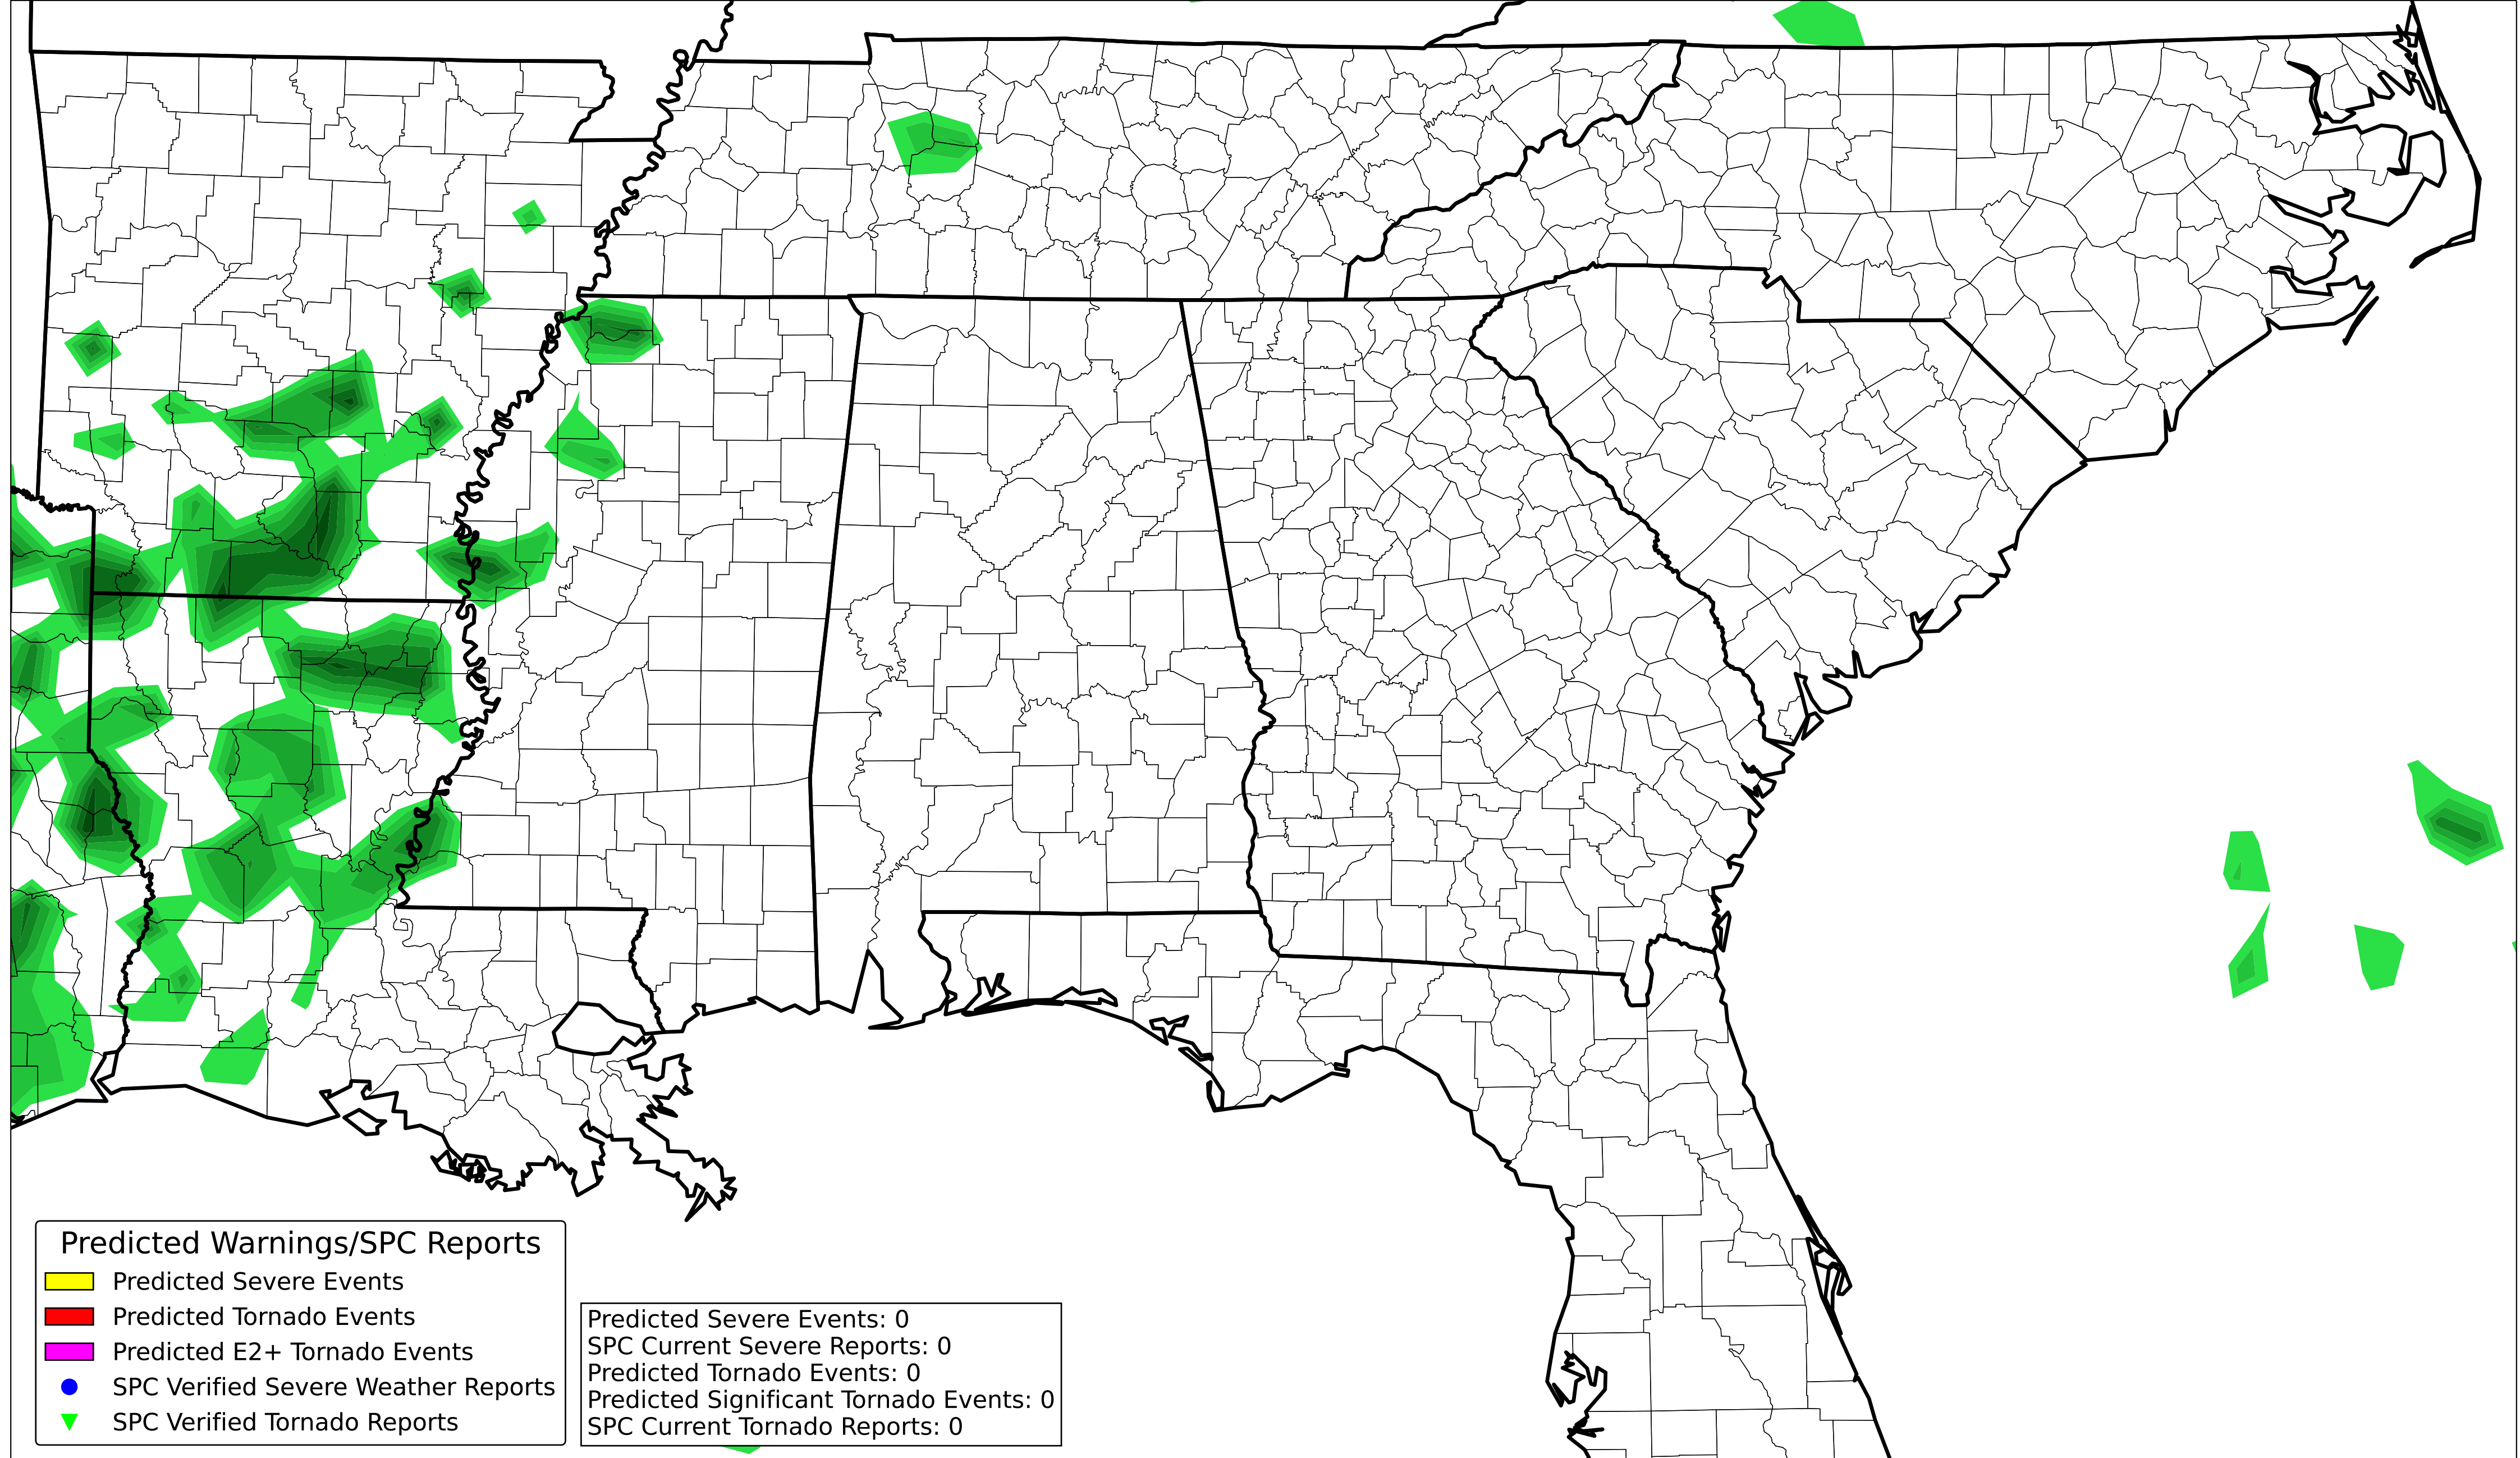 Predicted Warnings/SPC Reports
Predicted Severe Events
Predicted Tornado Events
Predicted E2+ Tornado Events
SPC Verified Severe Weather Reports
SPC Verified Tornado Reports
Predicted Severe Events: 0
SPC Current Severe Reports: 0
Predicted Tornado Events: 0
Predicted Significant Tornado Events: 0
SPC Current Tornado Reports: 0